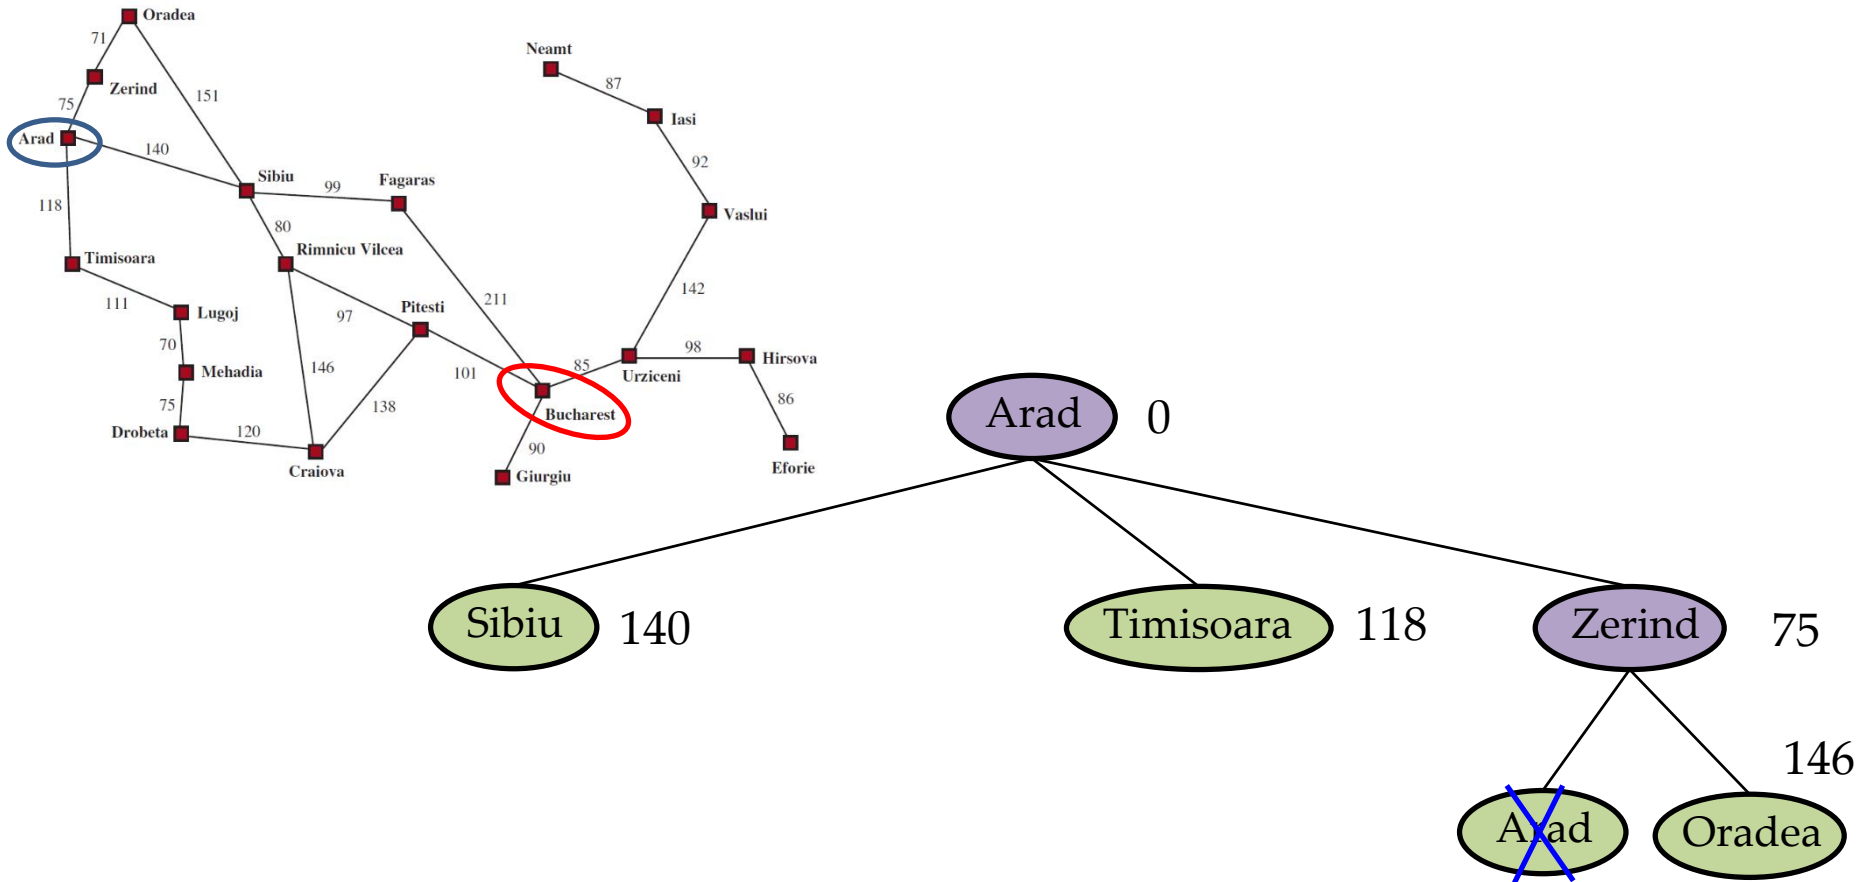 Oradea
71
Neamt
87
Zerind
151
75
Iasi
Arad
140
92
Sibiu
99
Fagaras
118
Vaslui
80
Rimnicu Vilcea
Timisoara
142
111
211
Lugoj
97
Pitesti
70
98
Hirsova
146
85
Mehadia
101
Urziceni
75
138
86
Bucharest
Drobeta
120
90
Craiova
Giurgiu
Eforie
Arad 0
Sibiu 140
Timisoara 118
Zerind 75
146
Arad
Oradea